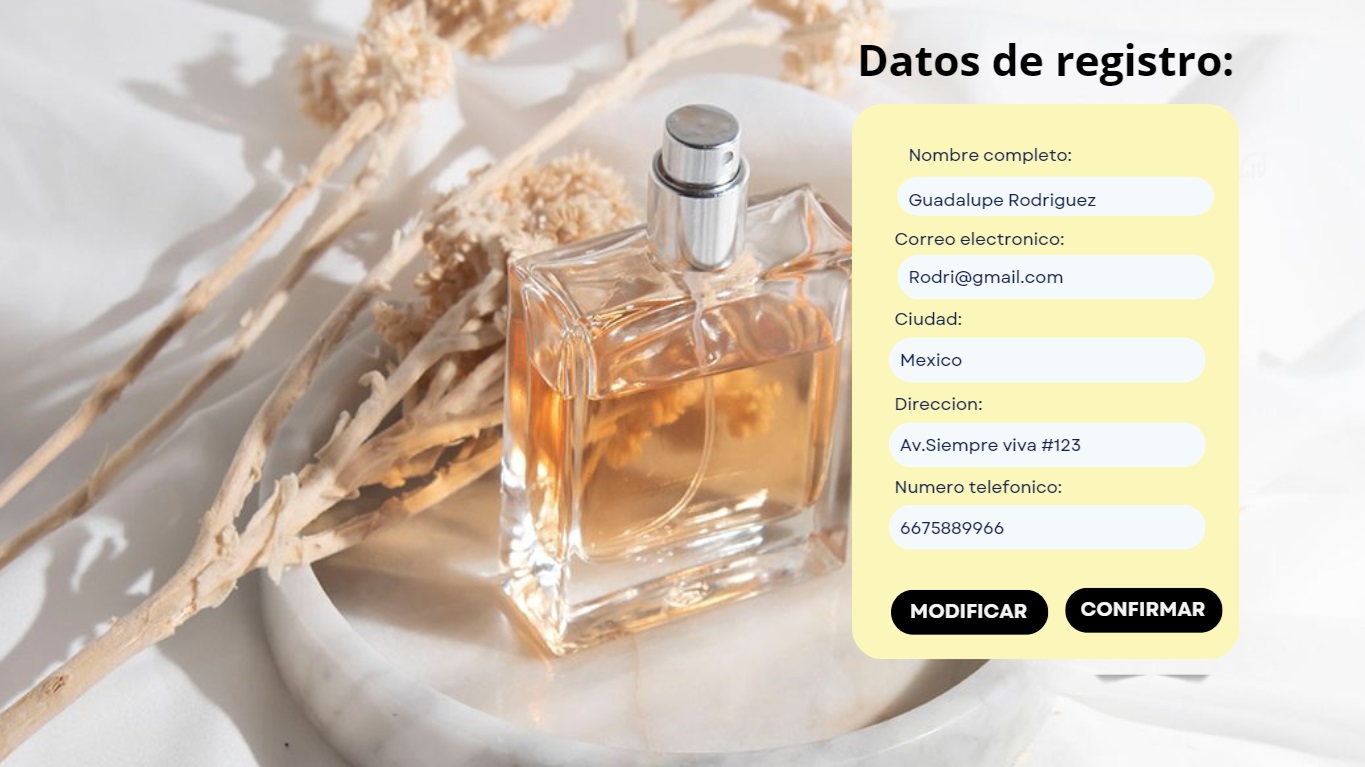 Datos de registro:
Nombre completo:
Guadalupe Rodriguez
Correo electronico:
Rodri@gmail.com
Ciudad:
Mexico
Direccion:
Av.Siempre viva #123
Numero telefonico:
6675889966
MODIFICAR
CONFIRMAR